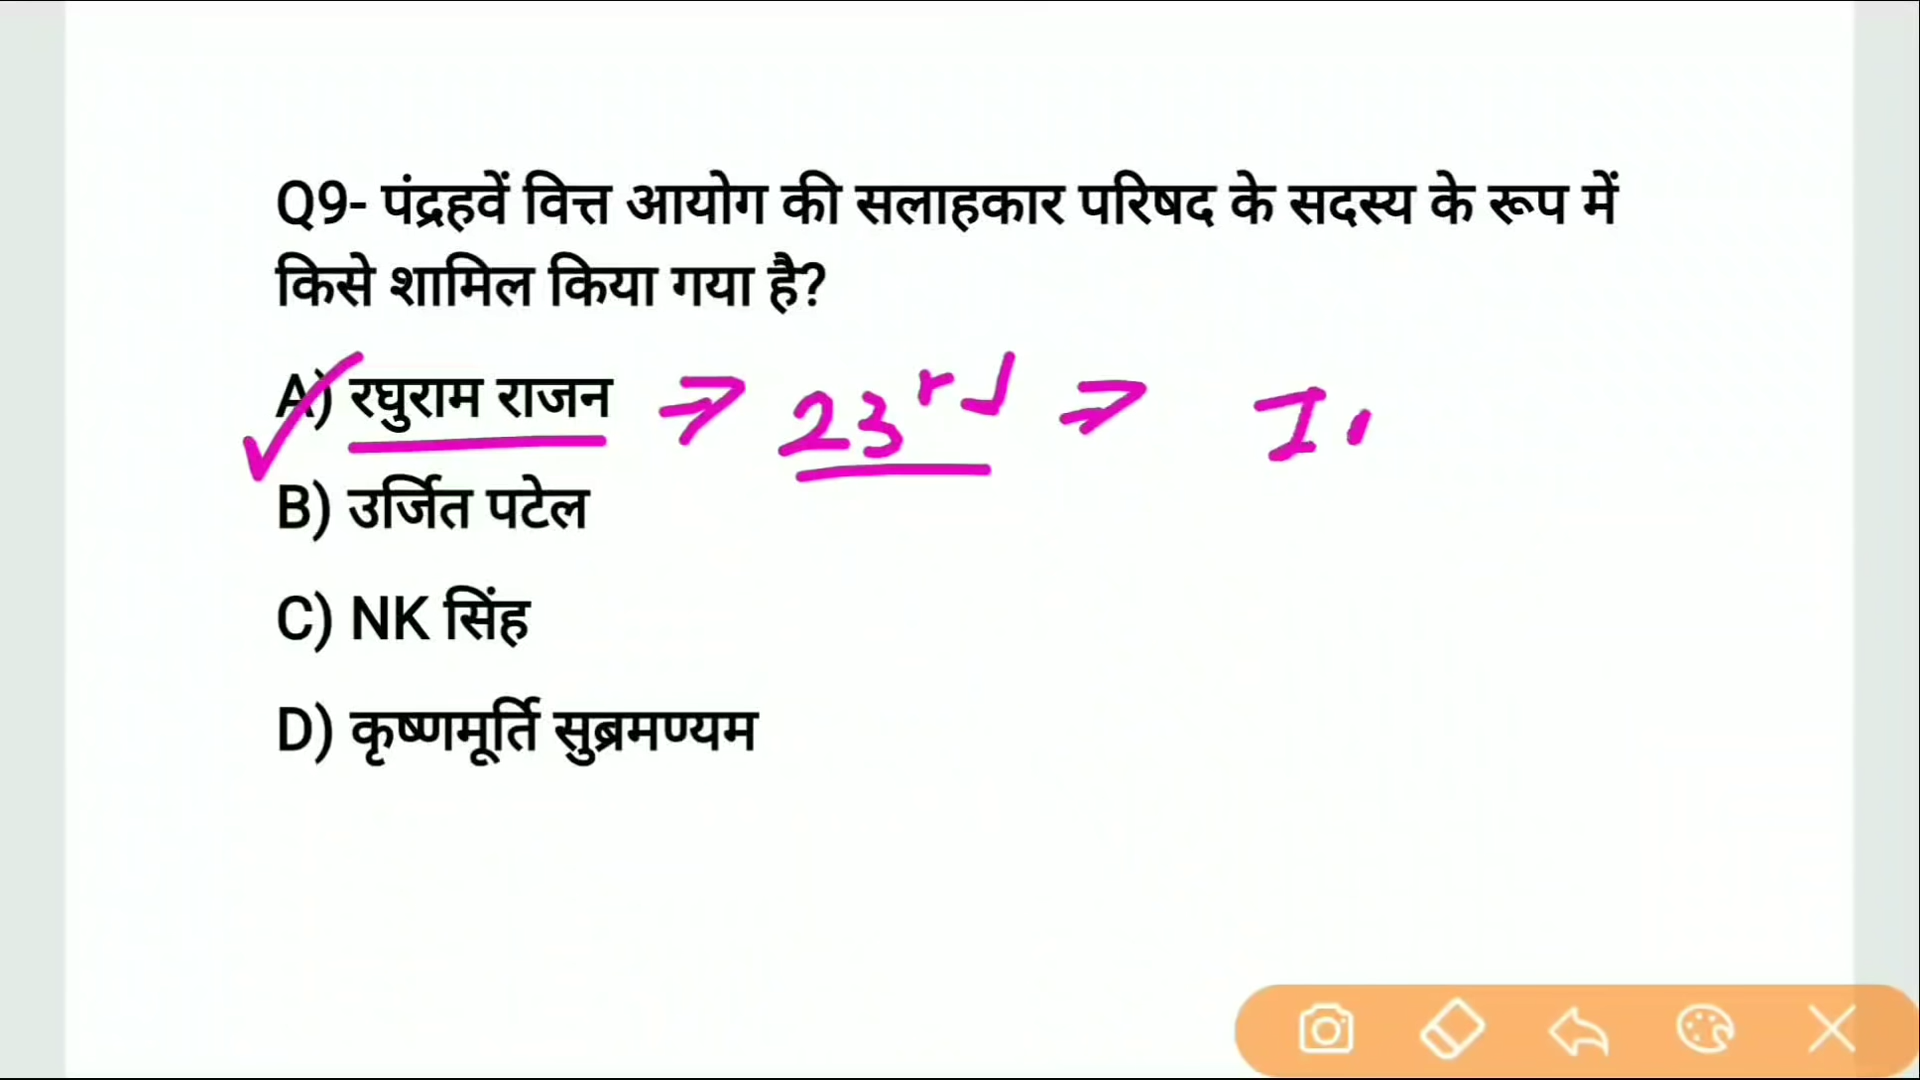 Q9- पंद्रहवें वित्त आयोग की सलाहकार परिषद के सदस्य के रूप में
किसे शामिल किया गया है?
A) रघुराम राजन ⇒ 23rd ⇒ I
B) उर्जित पटेल
C) NK सिंह
D) कृष्णमूर्ति सुब्रमण्यम